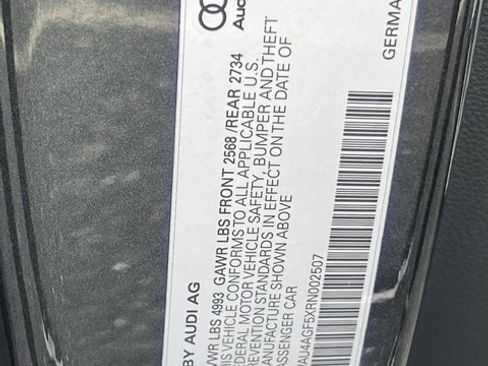 Audi
BY AUDI AG
GVWR LBS 4993 GAWR LBS FRONT 2568 /REAR 2734
THIS VEHICLE CONFORMS TO ALL APPLICABLE U.S.
FEDERAL MOTOR VEHICLE SAFETY, BUMPER AND THEFT
PREVENTION STANDARDS IN EFFECT ON THE DATE OF
MANUFACTURE SHOWN ABOVE
PASSENGER CAR
WAU4AGF5XRN002507
GERMANY